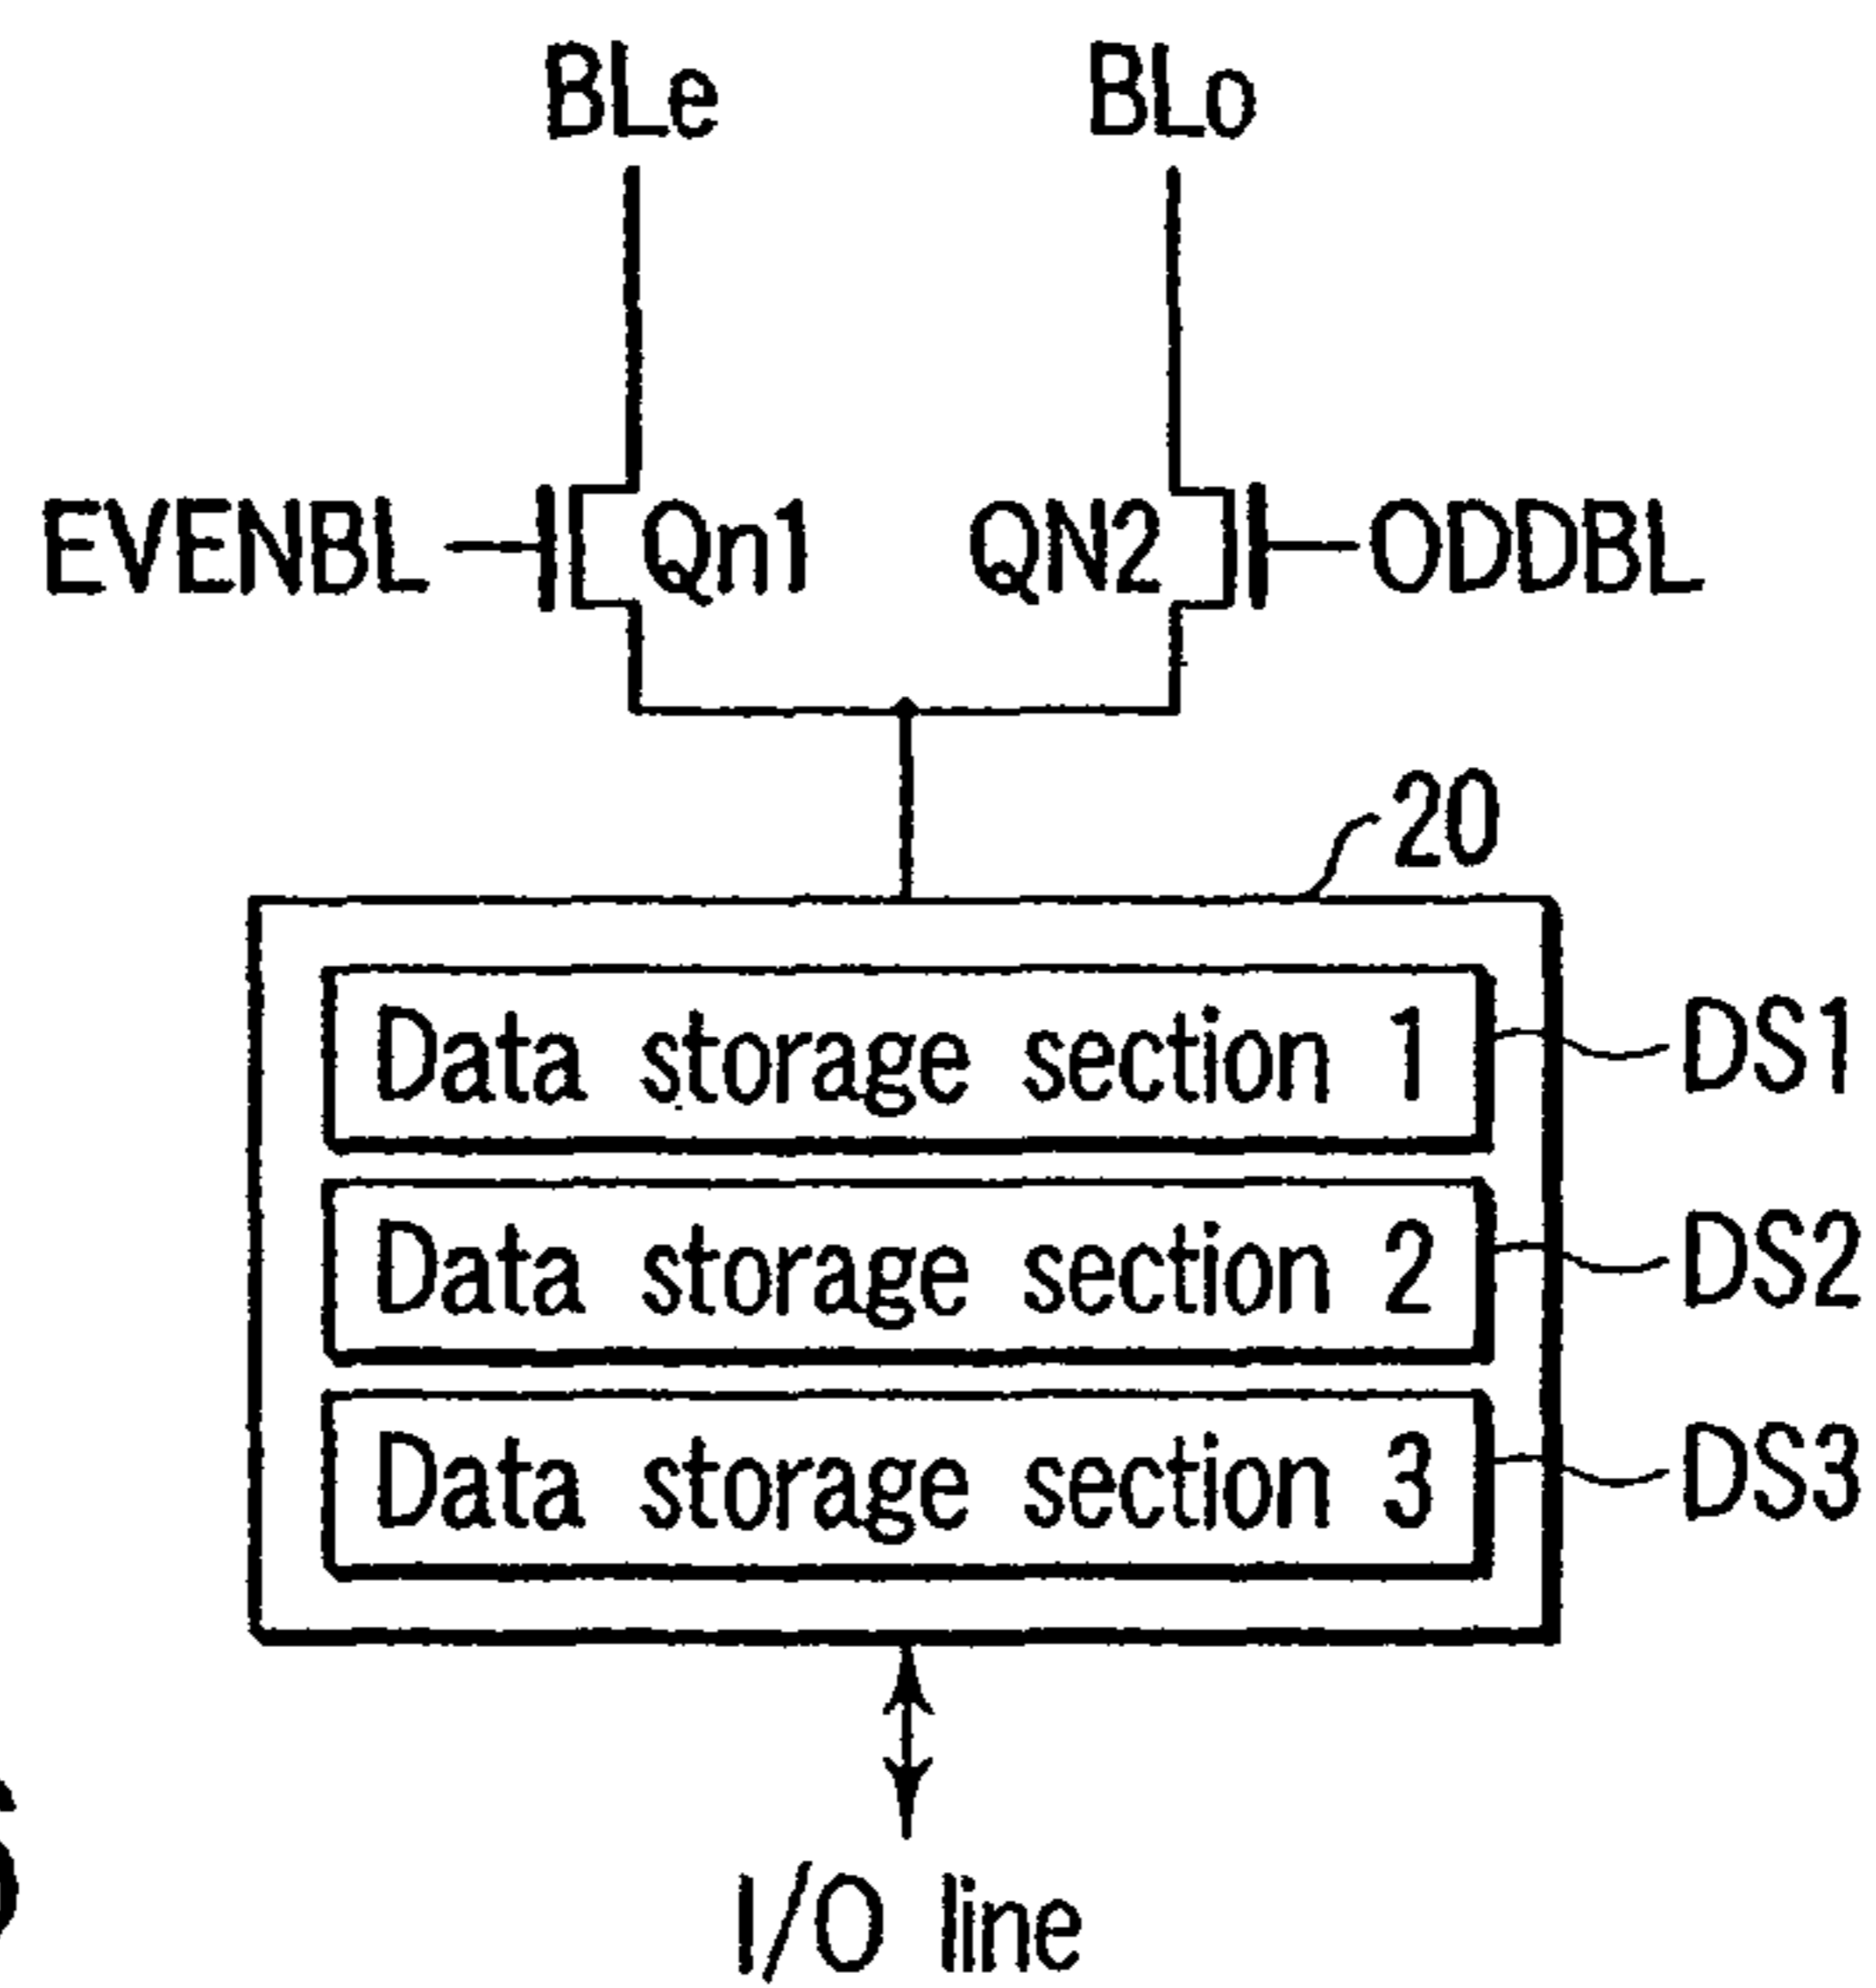 BLe BLo
EVENBL Qn1 QN2 ODDBL
20
Data storage section 1 DS1
Data storage section 2 DS2
Data storage section 3 DS3
I/O line